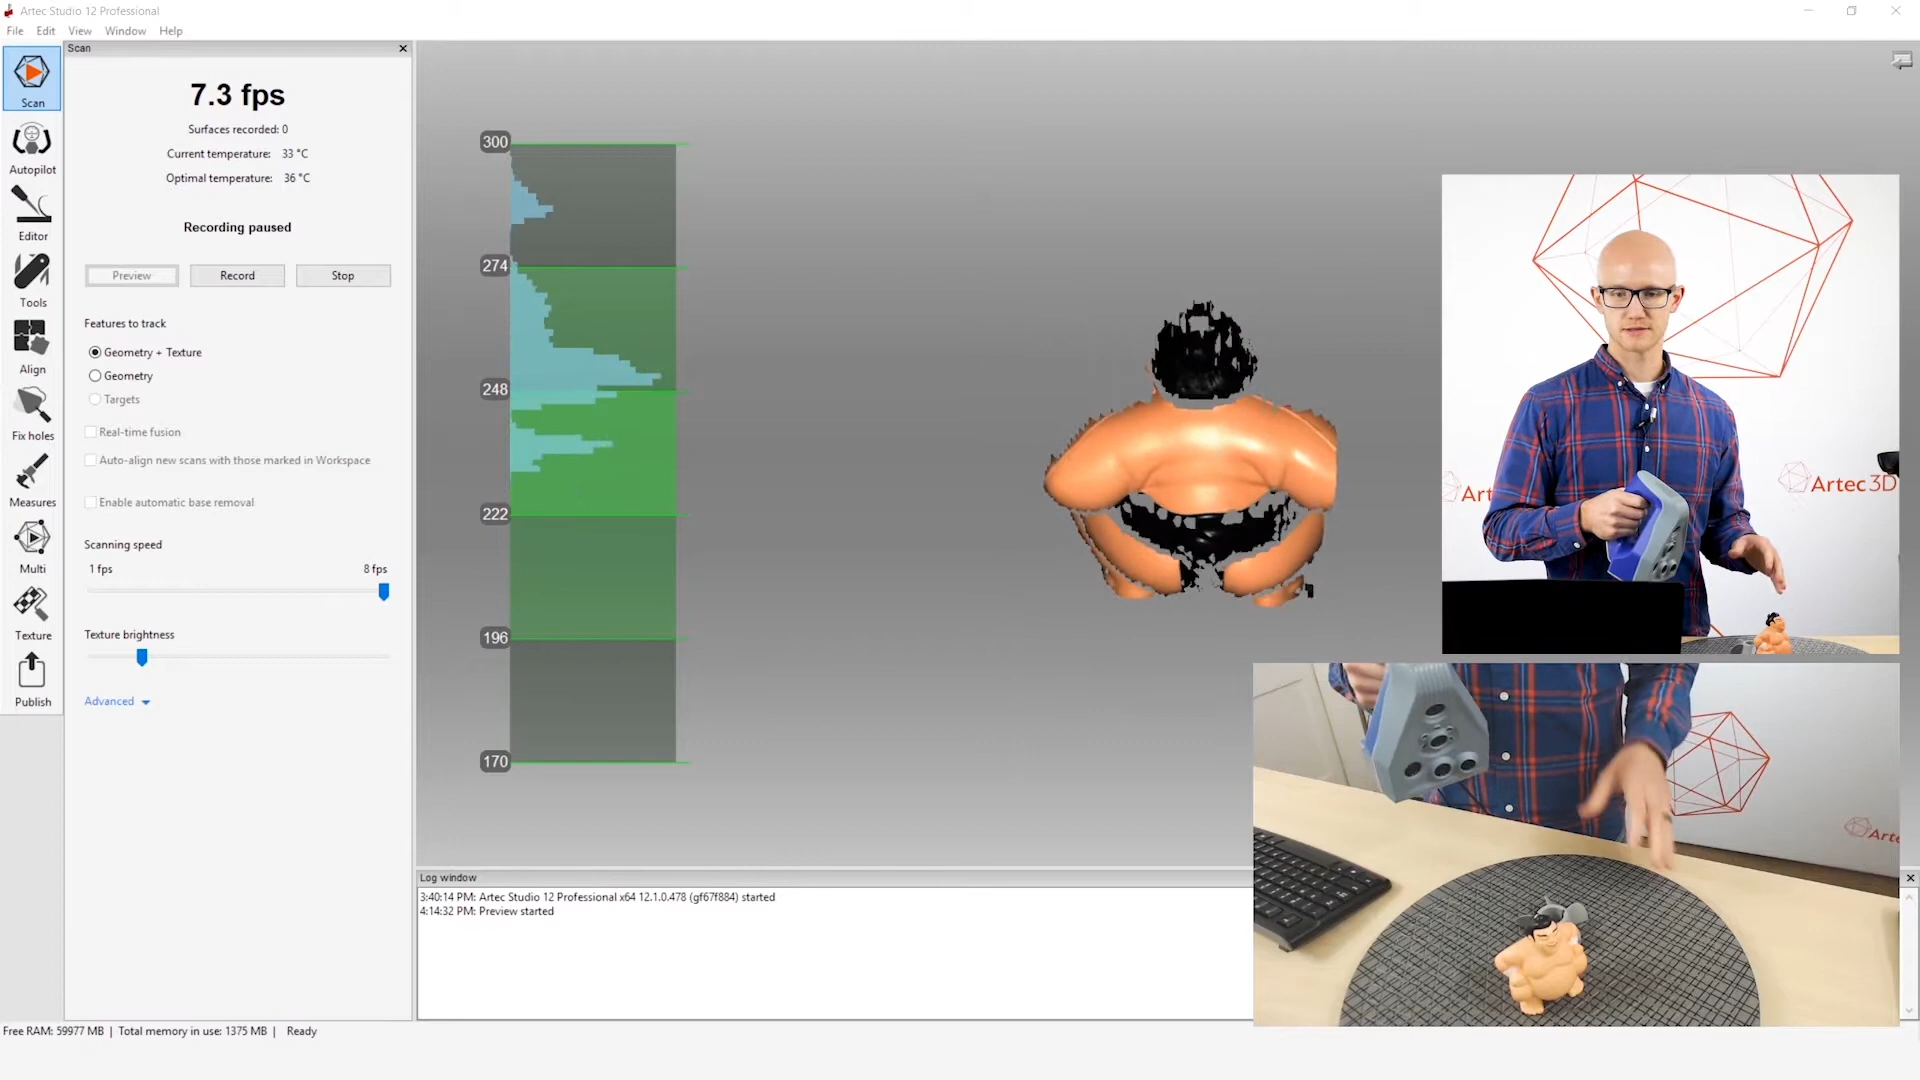 Artec Studio 12 Professional
File Edit View Window Help
Scan
Scan
Autopilot
Editor
Tools
Align
Fix holes
Measures
Multi
Texture
Publish
7.3 fps
Surfaces recorded: 0
Current temperature: 33 °C
Optimal temperature: 36 °C
Recording paused
Preview Record Stop
Features to track
Geometry + Texture
Geometry
Targets
Real-time fusion
Auto-align new scans with those marked in Workspace
Enable automatic base removal
Scanning speed
1 fps 8 fps
Texture brightness
Advanced
300
274
248
222
196
170
Art
Artec3D
Arte
Log window
3:40:14 PM: Artec Studio 12 Professional x64 12.1.0.478 (gf67f884) started
4:14:32 PM: Preview started
Free RAM: 59977 MB | Total memory in use: 1375 MB | Ready